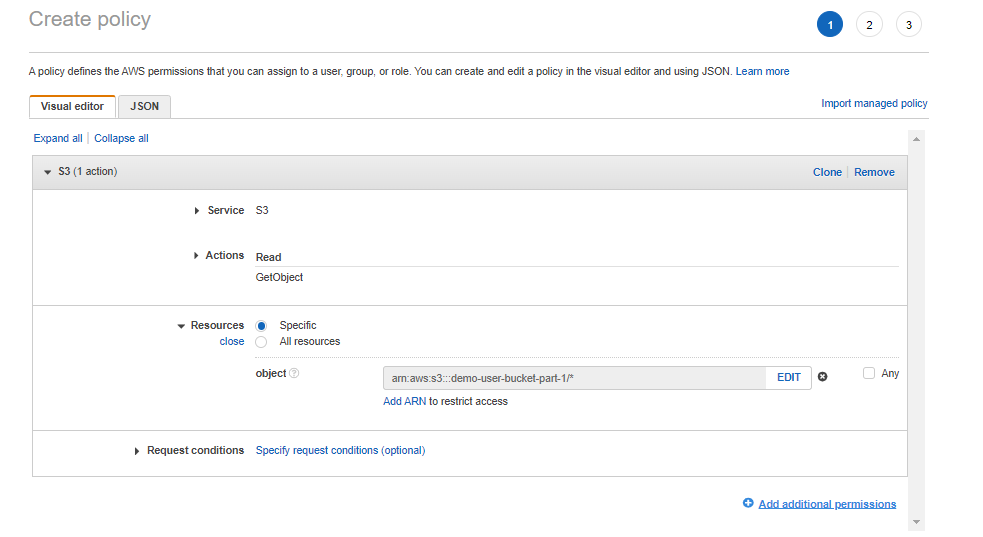 Create policy
1 2 3
A policy defines the AWS permissions that you can assign to a user, group, or role. You can create and edit a policy in the visual editor and using JSON. Learn more
Visual editor JSON
Import managed policy
Expand all Collapse all
S3 (1 action) Clone Remove
Service S3
Actions Read
GetObject
Resources Specific
close All resources
object ? arn:aws:s3:::demo-user-bucket-part-1/* EDIT Any
Add ARN to restrict access
Request conditions Specify request conditions (optional)
Add additional permissions